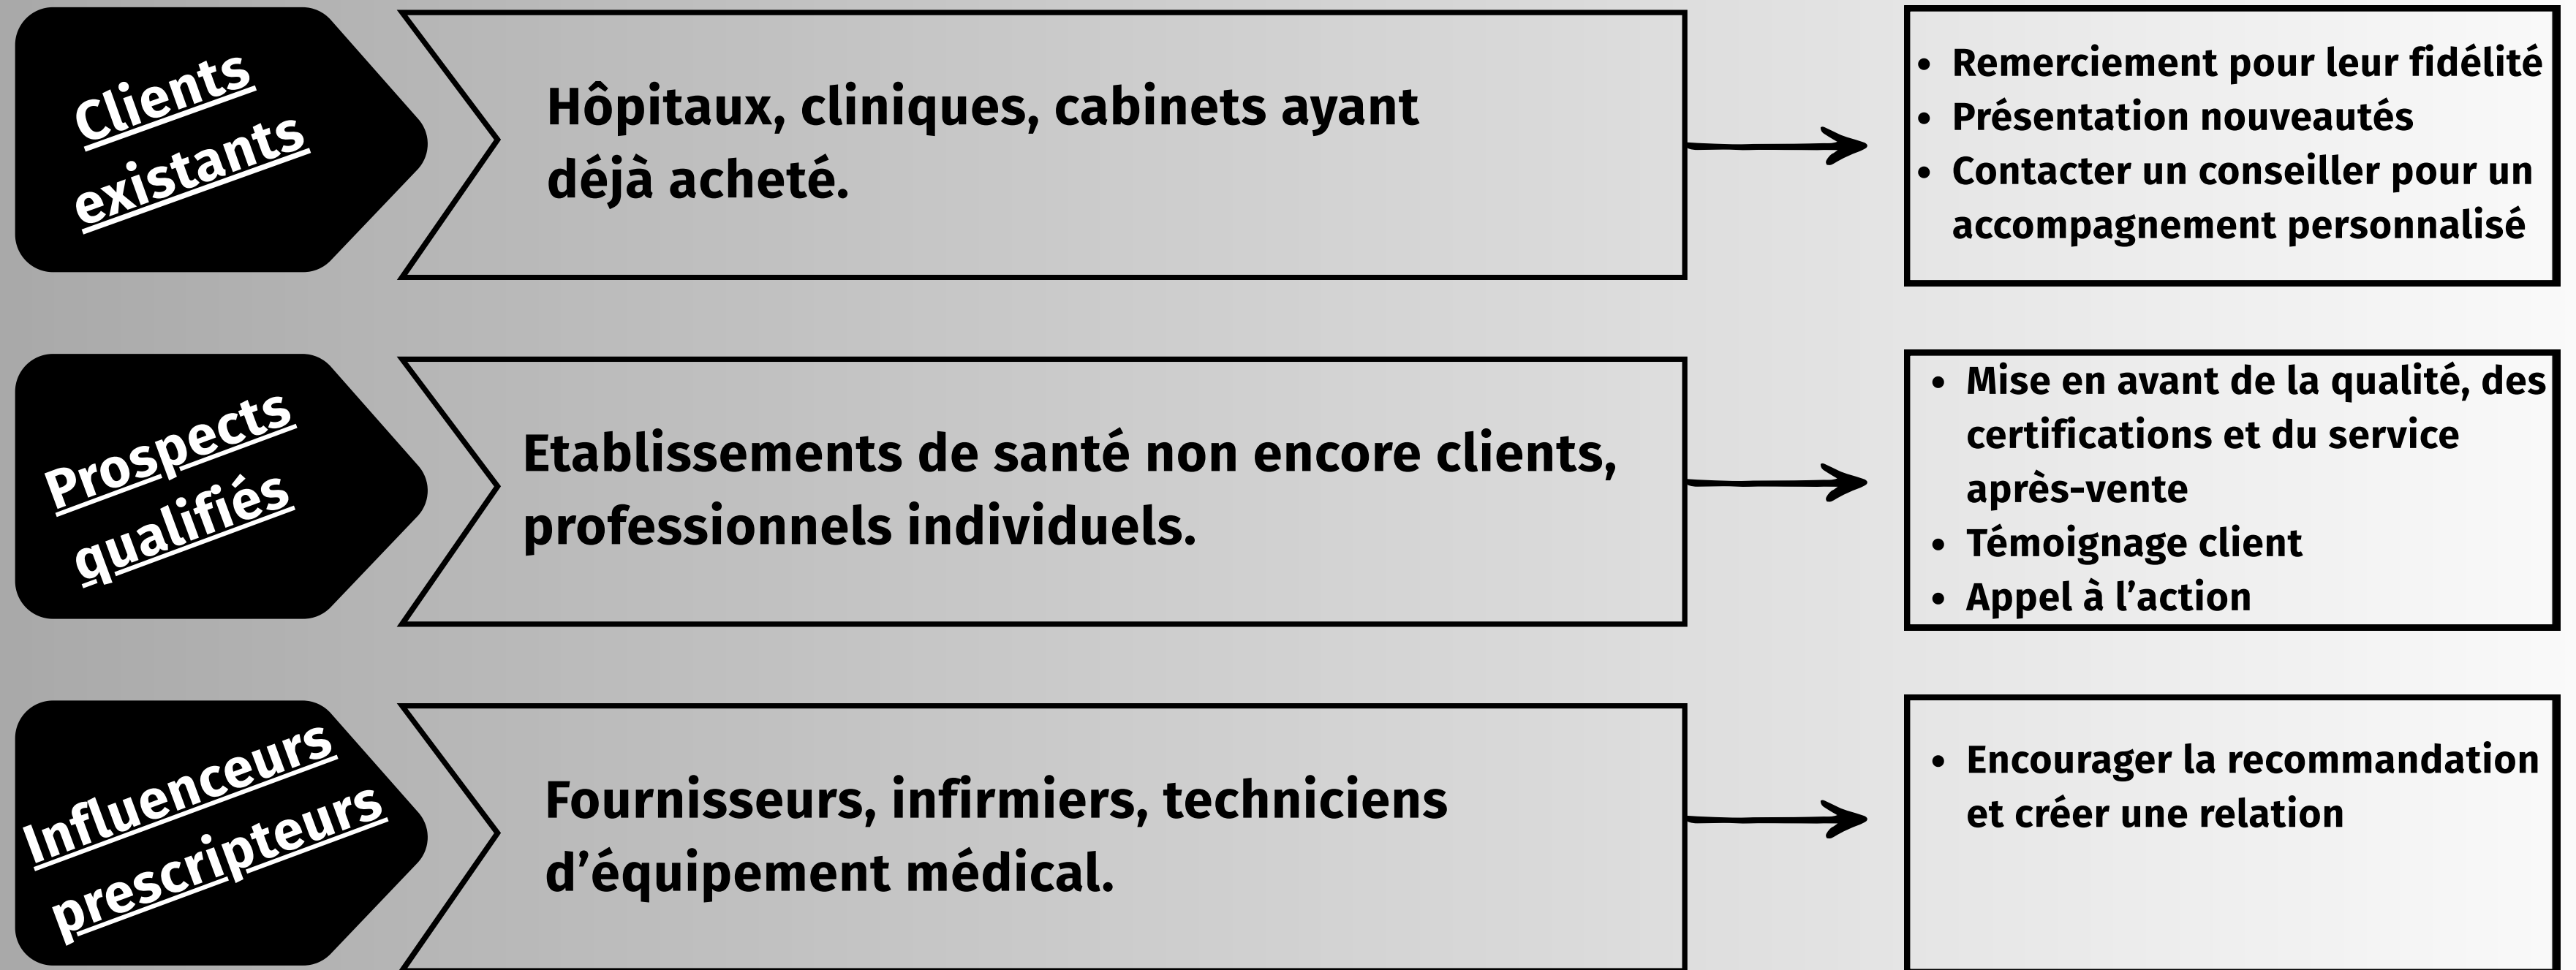 Clients
existants
Hôpitaux, cliniques, cabinets ayant
déjà acheté.
• Remerciement pour leur fidélité
• Présentation nouveautés
• Contacter un conseiller pour un
accompagnement personnalisé
Prospects
qualifiés
Etablissements de santé non encore clients,
professionnels individuels.
• Mise en avant de la qualité, des
certifications et du service
après-vente
• Témoignage client
• Appel à l’action
Influenceurs
prescripteurs
Fournisseurs, infirmiers, techniciens
d’équipement médical.
• Encourager la recommandation
et créer une relation